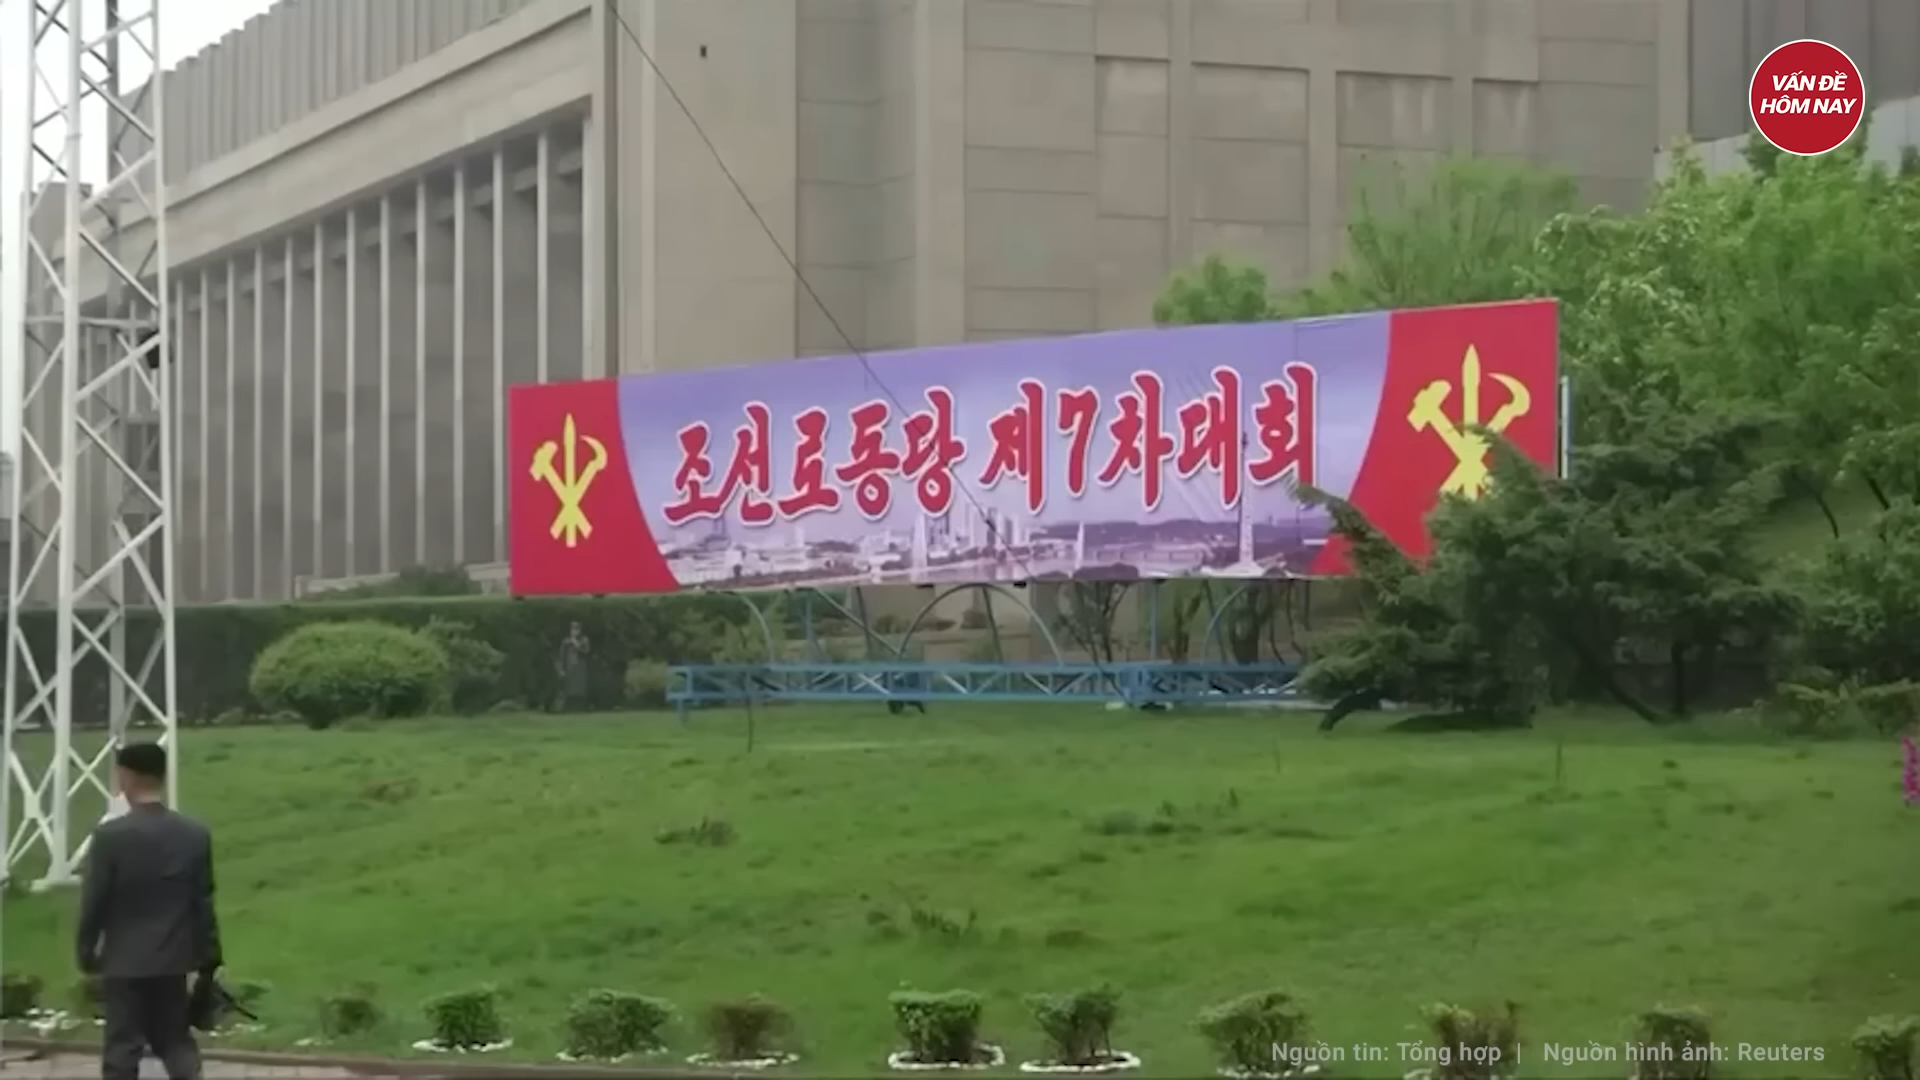 VẤN ĐỀ
HÔM NAY
조선로동당 제7차대회
Nguồn tin: Tổng hợp | Nguồn hình ảnh: Reuters